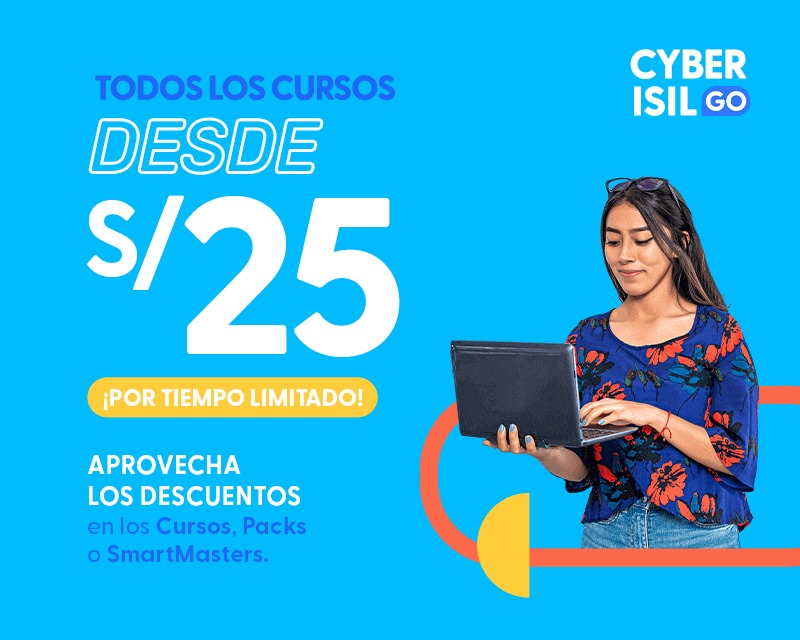 TODOS LOS CURSOS
DESDE
S/25
¡POR TIEMPO LIMITADO!
APROVECHA
LOS DESCUENTOS
en los Cursos, Packs
o SmartMasters.
CYBER
ISIL GO